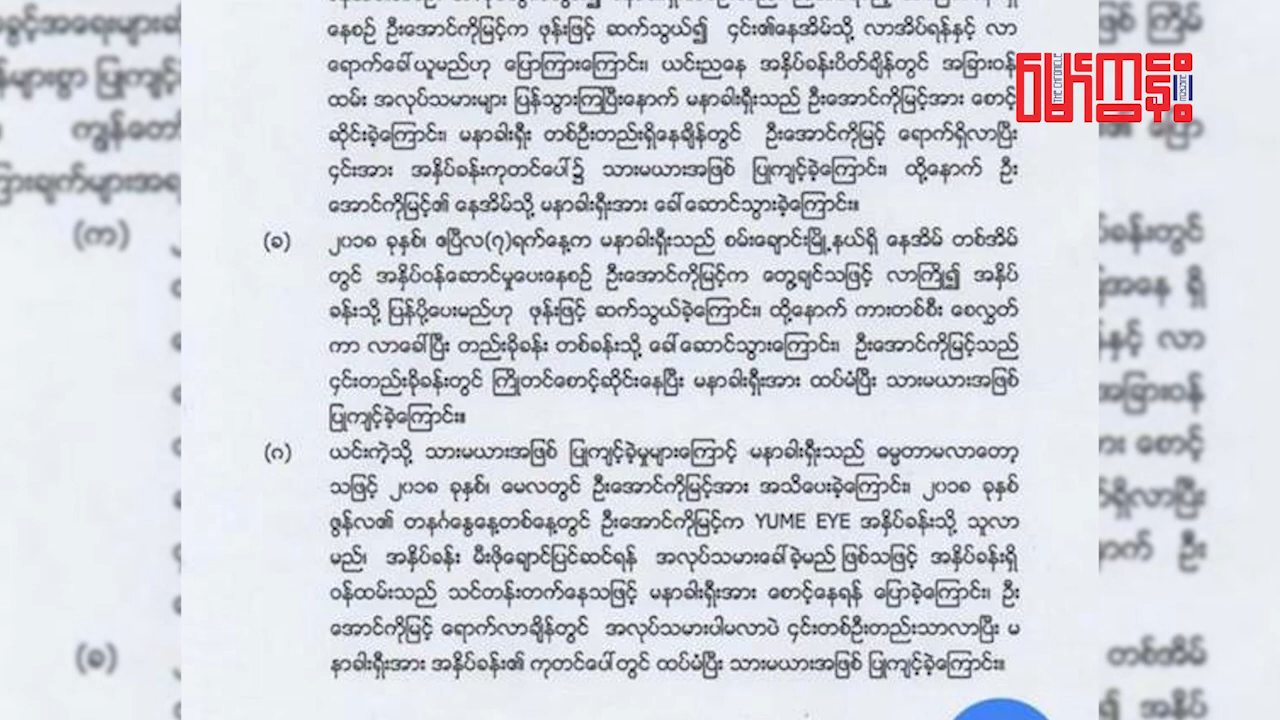 နေစဉ် ဦးအောင်ကိုမြင့်က ဖုန်းဖြင့် ဆက်သွယ်၍ ၄င်း၏နေအိမ်သို့ လာအိပ်ရန်နှင့် လာ
ရောက်ခေါ်ယူမည်ဟု ပြောကြားကြောင်း၊ ယင်းညနေ အနှိပ်ခန်းပိတ်ချိန်တွင် အခြားဝန်
ထမ်း အလုပ်သမားများ ပြန်သွားကြပြီးနောက် မနာခါးရှီးသည် ဦးအောင်ကိုမြင့်အား စောင့်
ဆိုင်းခဲ့ကြောင်း၊ မနာခါးရှီး တစ်ဦးတည်းရှိနေချိန်တွင် ဦးအောင်ကိုမြင့် ရောက်ရှိလာပြီး
၄င်းအား အနှိပ်ခန်းကုတင်ပေါ်၌ သားမယားအဖြစ် ပြုကျင့်ခဲ့ကြောင်း၊ ထို့နောက် ဦး
အောင်ကိုမြင့်၏ နေအိမ်သို့ မနာခါးရှီးအား ခေါ်ဆောင်သွားခဲ့ကြောင်း။
(ခ) ၂၀၁၈ ခုနှစ်၊ ဧပြီလ(၇)ရက်နေ့က မနာခါးရှီးသည် စမ်းချောင်းမြို့နယ်ရှိ နေအိမ် တစ်အိမ်
တွင် အနှိပ်ဝန်ဆောင်မှုပေးနေစဉ် ဦးအောင်ကိုမြင့်က တွေ့ချင်သဖြင့် လာကြို၍ အနှိပ်
ခန်းသို့ ပြန်ပို့ပေးမည်ဟု ဖုန်းဖြင့် ဆက်သွယ်ခဲ့ကြောင်း၊ ထို့နောက် ကားတစ်စီး စေလွှတ်
ကာ လာခေါ်ပြီး တည်းခိုခန်း တစ်ခန်းသို့ ခေါ်ဆောင်သွားကြောင်း၊ ဦးအောင်ကိုမြင့်သည်
၄င်းတည်းခိုခန်းတွင် ကြိုတင်စောင့်ဆိုင်းနေပြီး မနာခါးရှီးအား ထပ်မံပြီး သားမယားအဖြစ်
ပြုကျင့်ခဲ့ကြောင်း။
(ဂ) ယင်းကဲ့သို့ သားမယားအဖြစ် ပြုကျင့်ခဲ့မှုများကြောင့် မနာခါးရှီးသည် ဓမ္မတာမလာတော့
သဖြင့် ၂၀၁၈ ခုနှစ်၊ မေလတွင် ဦးအောင်ကိုမြင့်အား အသိပေးခဲ့ကြောင်း၊ ၂၀၁၈ ခုနှစ်
ဇွန်လ၏ တနင်္ဂနွေနေ့တစ်နေ့တွင် ဦးအောင်ကိုမြင့်က YUME EYE အနှိပ်ခန်းသို့ သူလာ
မည်၊ အနှိပ်ခန်း မီးဖိုချောင်ပြင်ဆင်ရန် အလုပ်သမားခေါ်ခဲ့မည် ဖြစ်သဖြင့် အနှိပ်ခန်းရှိ
ဝန်ထမ်းသည် သင်တန်းတက်နေသဖြင့် မနာခါးရှီးအား စောင့်နေရန် ပြောခဲ့ကြောင်း၊ ဦး
အောင်ကိုမြင့် ရောက်လာချိန်တွင် အလုပ်သမားပါမလာပဲ ၄င်းတစ်ဦးတည်းသာလာပြီး မ
နာခါးရှီးအား အနှိပ်ခန်း၏ ကုတင်ပေါ်တွင် ထပ်မံပြီး သားမယားအဖြစ် ပြုကျင့်ခဲ့ကြောင်း။
THE CHRONICLE